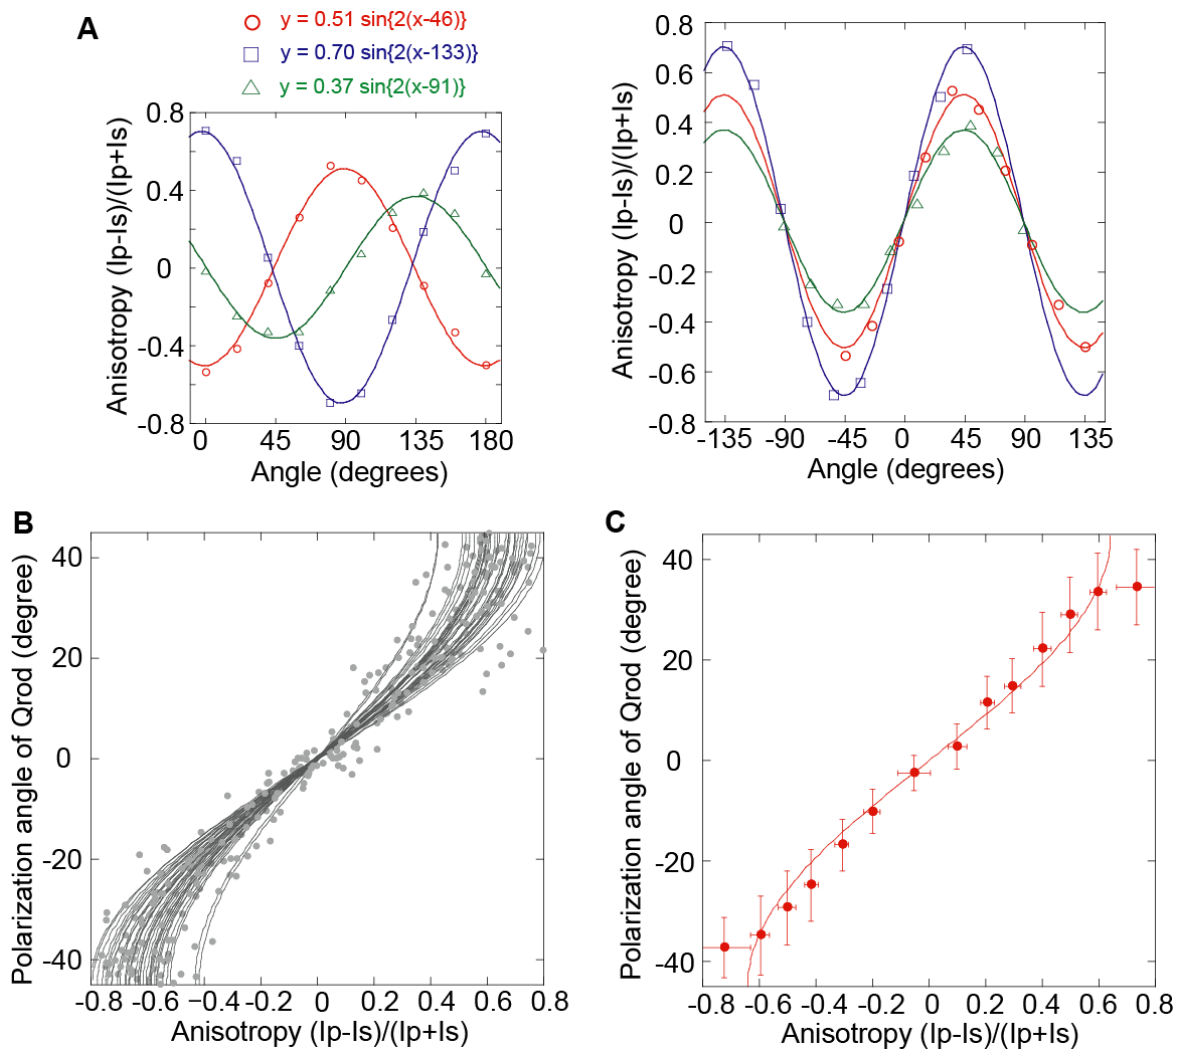 A
y = 0.51 sin{2(x-46)}
y = 0.70 sin{2(x-133)}
y = 0.37 sin{2(x-91)}
Anisotropy (Ip-Is)/(Ip+Is)
0.8
0.4
0
-0.4
-0.8
0 45 90 135 180
Angle (degrees)
Anisotropy (Ip-Is)/(Ip+Is)
0.8
0.6
0.4
0.2
0
-0.2
-0.4
-0.6
-0.8
-135 -90 -45 0 45 90 135
Angle (degrees)
B
Polarization angle of Qrod (degree)
40
20
0
-20
-40
-0.8 -0.6 -0.4 -0.2 0 0.2 0.4 0.6 0.8
Anisotropy (Ip-Is)/(Ip+Is)
C
Polarization angle of Qrod (degree)
40
20
0
-20
-40
-0.8 -0.6 -0.4 -0.2 0 0.2 0.4 0.6 0.8
Anisotropy (Ip-Is)/(Ip+Is)